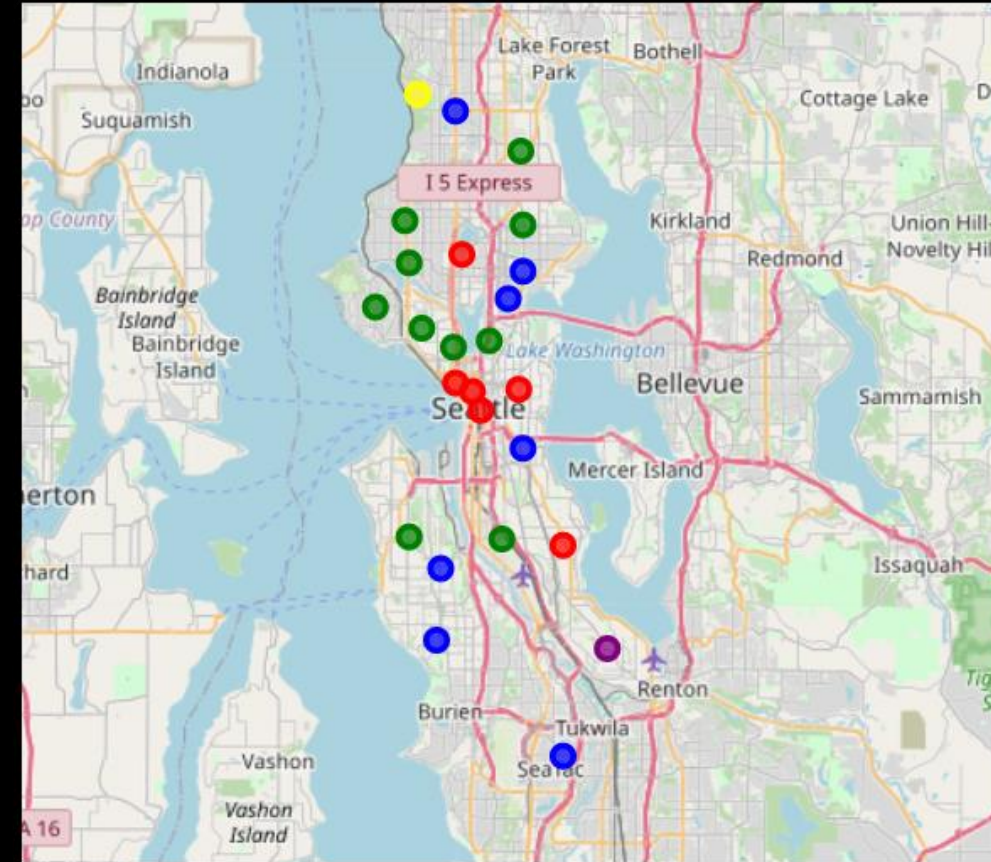 Lake Forest
Park
Bothell
Indianola
Cottage Lake
Suquamish
I 5 Express
ap County
Kirkland
Union Hill-
Novelty Hil
Redmond
Bainbridge
Island
Bainbridge
Island
Lake Washington
Bellevue
Sammamish
Seattle
Mercer Island
erton
Issaquah
hard
Tig
S
Renton
Burien
Tukwila
SeaTac
Vashon
Vashon
Island
A 16